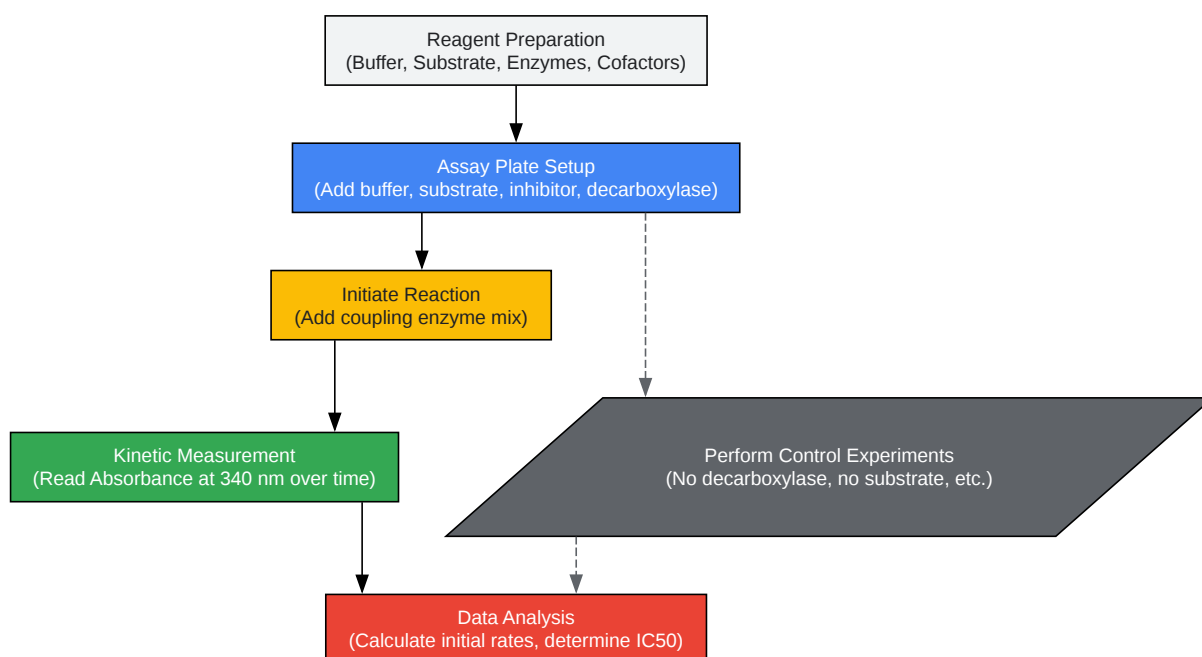 Reagent Preparation
(Buffer, Substrate, Enzymes, Cofactors)
Assay Plate Setup
(Add buffer, substrate, inhibitor, decarboxylase)
Initiate Reaction
(Add coupling enzyme mix)
Kinetic Measurement
(Read Absorbance at 340 nm over time)
Perform Control Experiments
(No decarboxylase, no substrate, etc.)
Data Analysis
(Calculate initial rates, determine IC50)